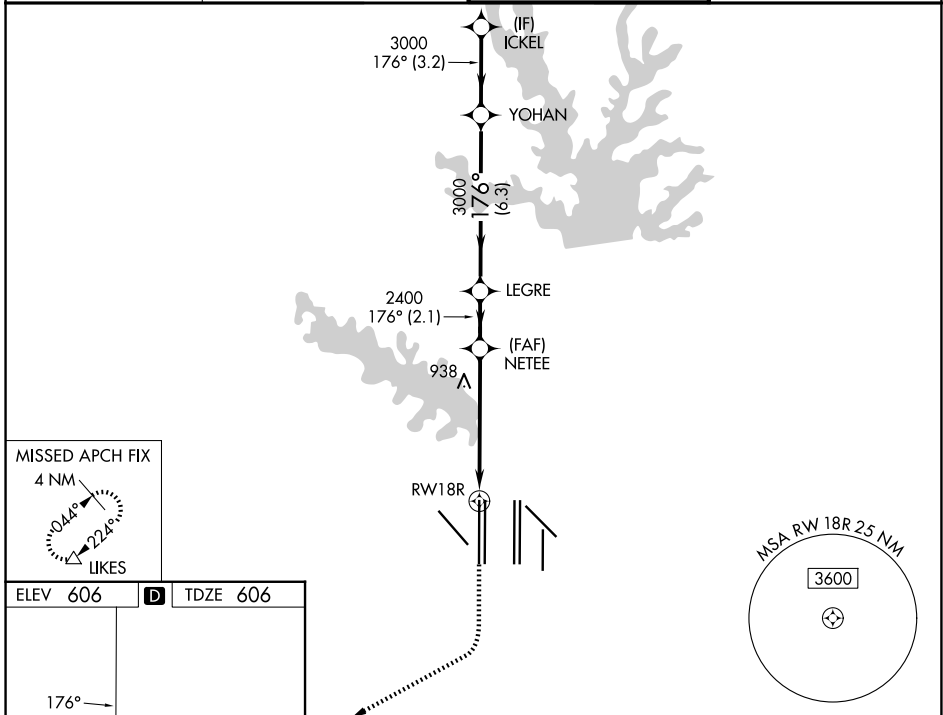 (IF)
ICKEL
3000
176° (3.2)
YOHAN
3000
176°
(6.3)
LEGRE
2400
176° (2.1)
(FAF)
NETEE
938
MISSED APCH FIX
4 NM
044°
224°
LIKES
RW18R
MSA RW 18R 25 NM
3600
ELEV 606 D TDZE 606
176°